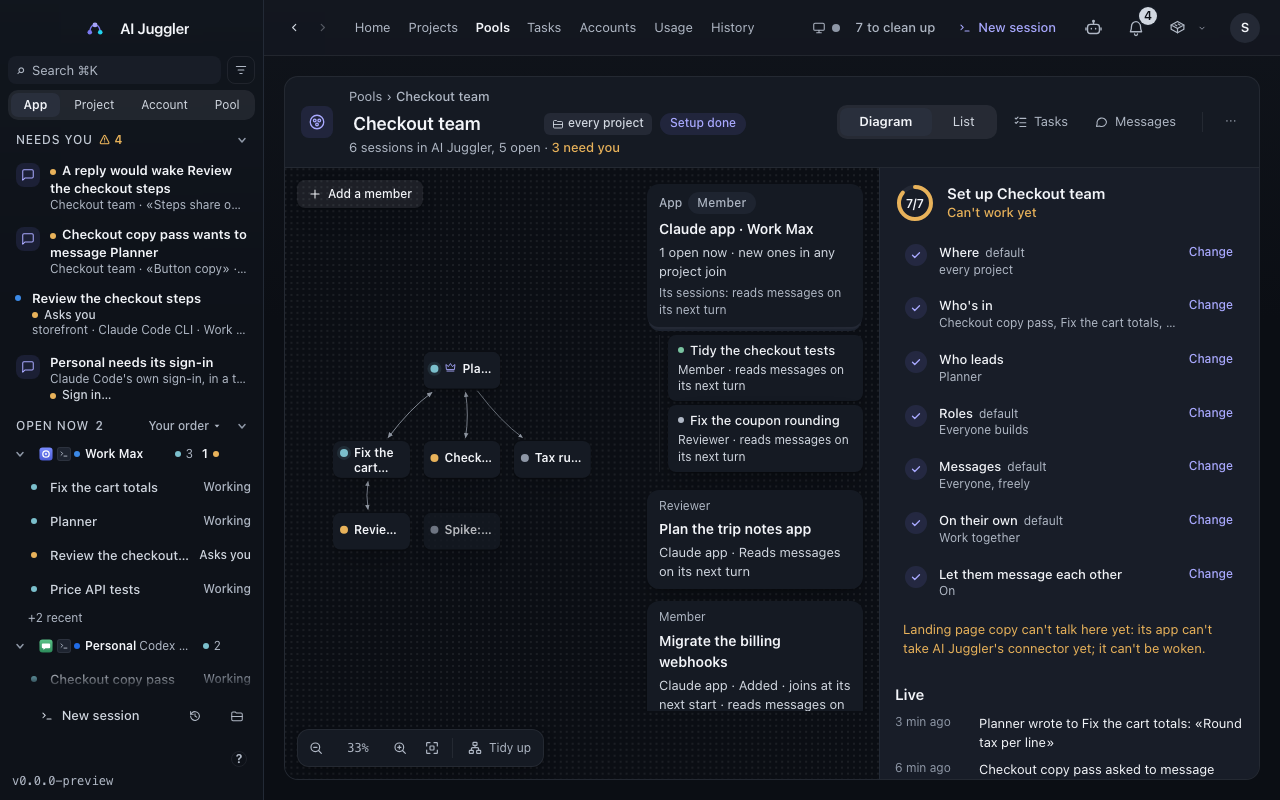 AI Juggler
Search ⌘K
App Project Account Pool
NEEDS YOU 4
A reply would wake Review
the checkout steps
Checkout team · «Steps share o...
Checkout copy pass wants to
message Planner
Checkout team · «Button copy» ·...
Review the checkout steps
Asks you
storefront · Claude Code CLI · Work ...
Personal needs its sign-in
Claude Code's own sign-in, in a t...
Sign in...
OPEN NOW 2 Your order
Work Max 3 1
Fix the cart totals Working
Planner Working
Review the checkout... Asks you
Price API tests Working
+2 recent
Personal Codex ... 2
Checkout copy pass Working
New session
?
v0.0.0-preview
Home Projects Pools Tasks Accounts Usage History
7 to clean up
New session
4
S
Pools › Checkout team
Checkout team
every project
Setup done
6 sessions in AI Juggler, 5 open · 3 need you
Diagram List
Tasks
Messages
Add a member
Pla...
Fix the
cart...
Check...
Tax ru...
Revie...
Spike:...
App Member
Claude app · Work Max
1 open now · new ones in any
project join
Its sessions: reads messages on
its next turn
Tidy the checkout tests
Member · reads messages on
its next turn
Fix the coupon rounding
Reviewer · reads messages on
its next turn
Reviewer
Plan the trip notes app
Claude app · Reads messages
on its next turn
Member
Migrate the billing
webhooks
Claude app · Added · joins at its
next start · reads messages on
33%
Tidy up
7/7
Set up Checkout team
Can't work yet
Where default
every project
Change
Who's in
Checkout copy pass, Fix the cart totals, ...
Change
Who leads
Planner
Change
Roles default
Everyone builds
Change
Messages default
Everyone, freely
Change
On their own default
Work together
Change
Let them message each other
On
Change
Landing page copy can't talk here yet: its app can't
take AI Juggler's connector yet; it can't be woken.
Live
3 min ago Planner wrote to Fix the cart totals: «Round
tax per line»
6 min ago Checkout copy pass asked to message